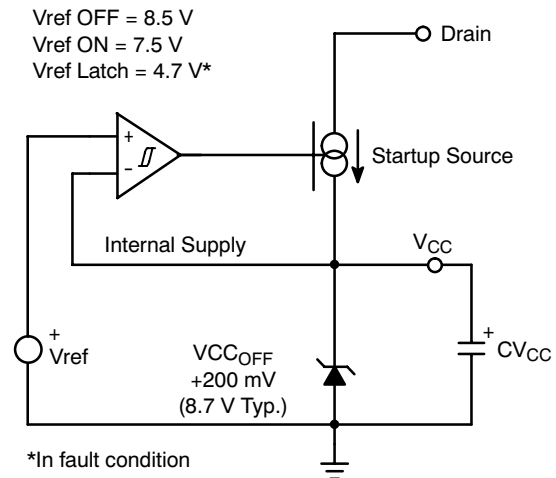 Vref OFF = 8.5 V
Vref ON = 7.5 V
Vref Latch = 4.7 V*
Drain
+
-
Startup Source
Internal Supply
VCC
+
Vref
VCCOFF
+200 mV
(8.7 V Typ.)
+
CVCC
*In fault condition